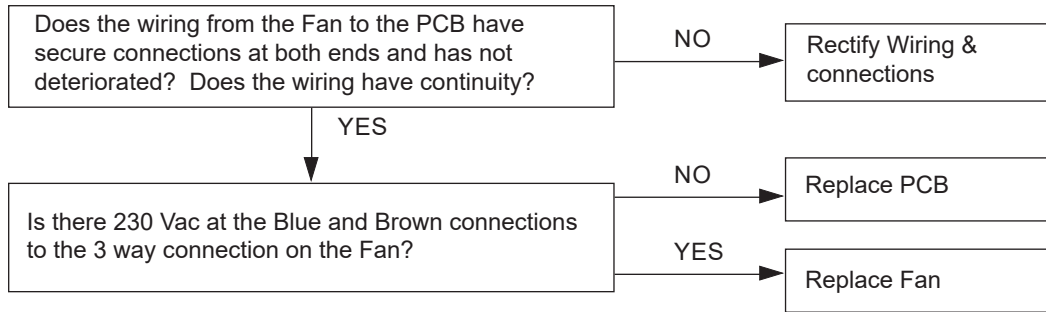 Does the wiring from the Fan to the PCB have
secure connections at both ends and has not
deteriorated?  Does the wiring have continuity?
NO
Rectify Wiring &
connections
YES
Is there 230 Vac at the Blue and Brown connections
to the 3 way connection on the Fan?
NO
Replace PCB
YES
Replace Fan